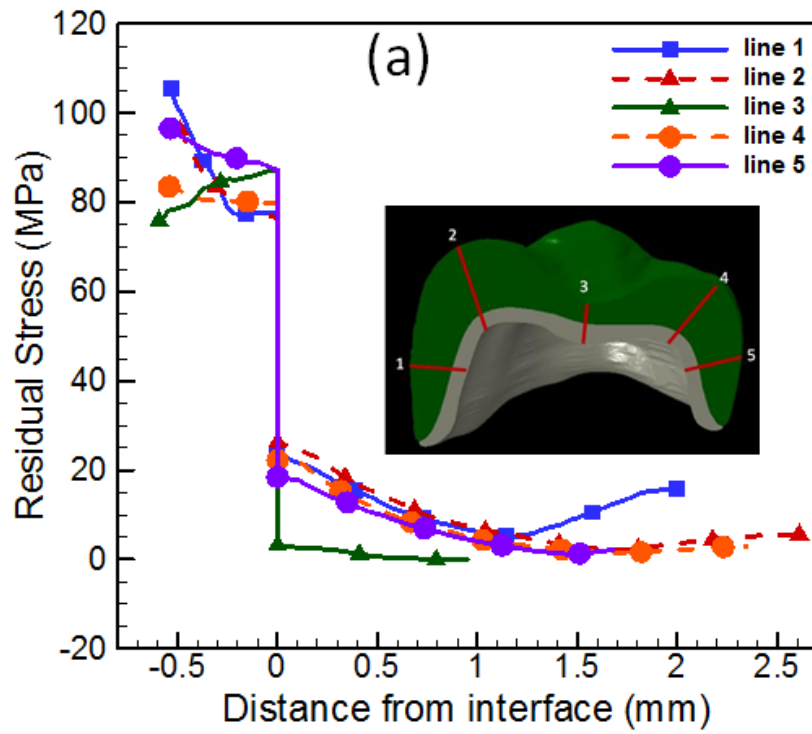 (a)
line 1
line 2
line 3
line 4
line 5
Residual Stress (MPa)
120
100
80
60
40
20
0
-20
2
3
4
1
5
-0.5 0 0.5 1 1.5 2 2.5
Distance from interface (mm)